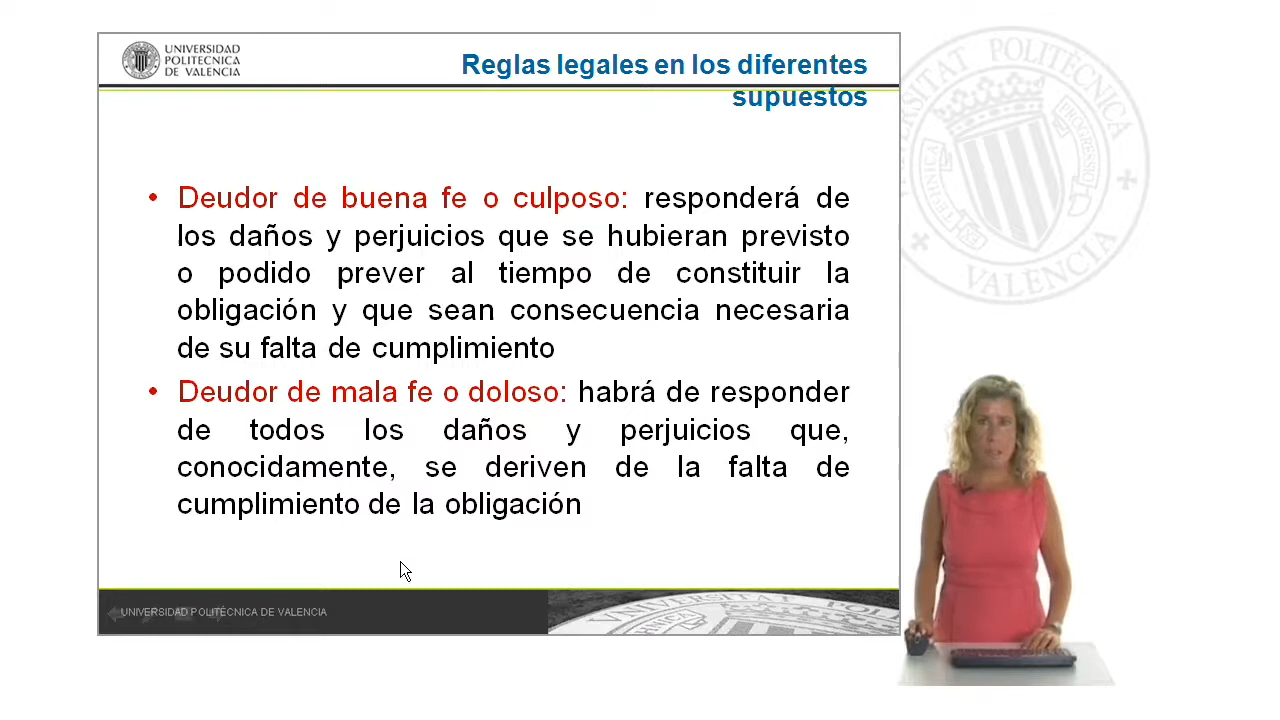 UNIVERSIDAD
POLITECNICA
DE VALENCIA
Reglas legales en los diferentes
supuestos
• Deudor de buena fe o culposo: responderá de
los daños y perjuicios que se hubieran previsto
o podido prever al tiempo de constituir la
obligación y que sean consecuencia necesaria
de su falta de cumplimiento
• Deudor de mala fe o doloso: habrá de responder
de todos los daños y perjuicios que,
conocidamente, se deriven de la falta de
cumplimiento de la obligación
UNIVERSIDAD POLITÉCNICA DE VALENCIA
UNIVERSITAT POLITÈCNICA
VALENCIA